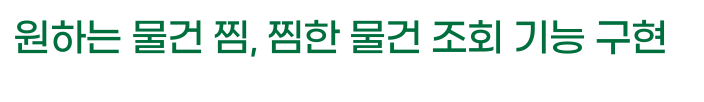 원하는 물건 찜, 찜한 물건 조회 기능 구현